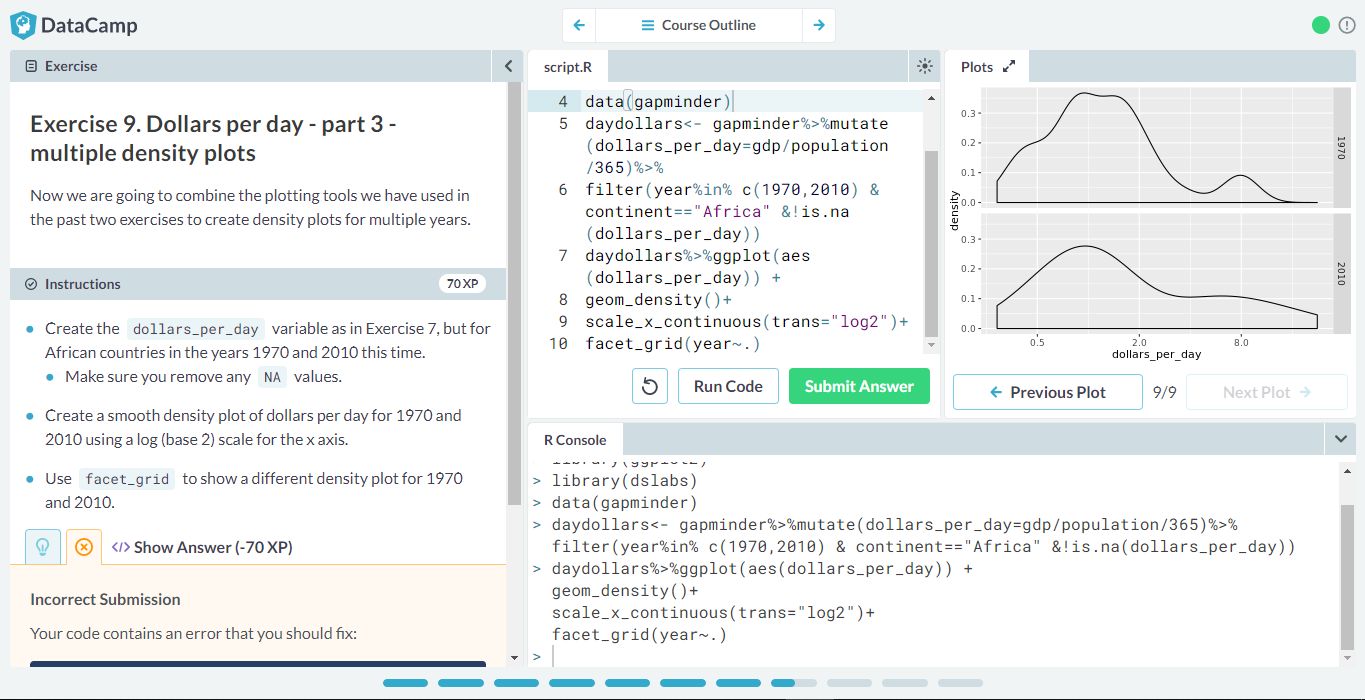 DataCamp
Course Outline
Exercise
Exercise 9. Dollars per day - part 3 -
multiple density plots
Now we are going to combine the plotting tools we have used in
the past two exercises to create density plots for multiple years.
Instructions
70 XP
Create the dollars_per_day variable as in Exercise 7, but for
African countries in the years 1970 and 2010 this time.
Make sure you remove any NA values.
Create a smooth density plot of dollars per day for 1970 and
2010 using a log (base 2) scale for the x axis.
Use facet_grid to show a different density plot for 1970
and 2010.
</> Show Answer (-70 XP)
Incorrect Submission
Your code contains an error that you should fix:
script.R
4 data(gapminder)
5 daydollars<- gapminder%>%mutate
(dollars_per_day=gdp/population
/365)%>%
6 filter(year%in% c(1970,2010) &
continent=="Africa" &!is.na
(dollars_per_day))
7 daydollars%>%ggplot(aes
(dollars_per_day)) +
8 geom_density()+
9 scale_x_continuous(trans="log2")+
10 facet_grid(year~.)
Run Code
Submit Answer
Plots
0.3
0.2
0.1
0.0
1970
0.3
0.2
0.1
0.0
2010
density
0.5 2.0 8.0
dollars_per_day
Previous Plot
9/9
Next Plot
R Console
library(ggplot2)
> library(dslabs)
> data(gapminder)
> daydollars<- gapminder%>%mutate(dollars_per_day=gdp/population/365)%>%
filter(year%in% c(1970,2010) & continent=="Africa" &!is.na(dollars_per_day))
> daydollars%>%ggplot(aes(dollars_per_day)) +
geom_density()+
scale_x_continuous(trans="log2")+
facet_grid(year~.)
>